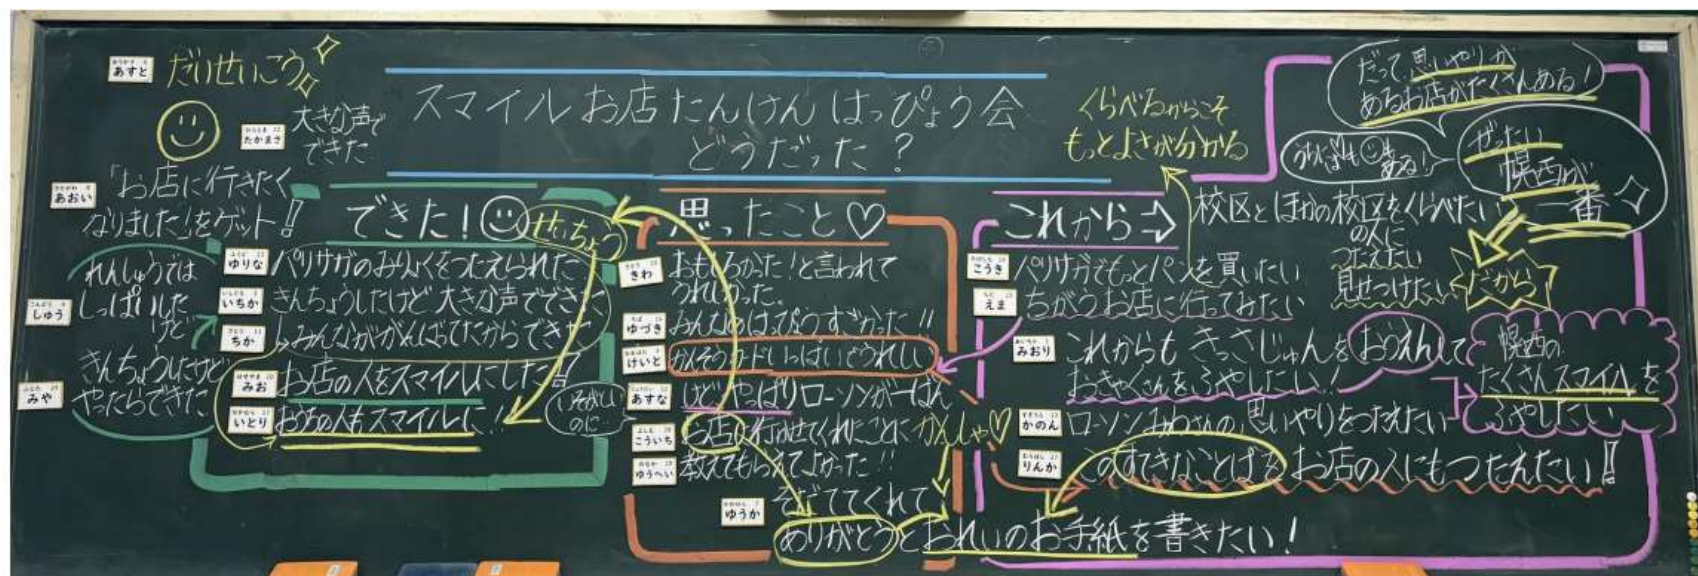 スマイルお店たんけんはっぴょう会
どうだった？
あすと
だいせいこう
たかまさ
大きな声で
できた
あおい
「お店に行きたく
なりました」をゲット！！
できた！
せいちょう
しゅう
れんしゅうでは
しっぱいした
けど
みや
きんちょうしたけど
やったらできた
ゆりな
パリサガのみりょくをつたえられた
いちか
きんちょうしたけど大きな声でできた
ちか
みんながかんばってたからできた
みお
お店の人をスマイルにした！
いとり
おうちの人もスマイルに！！
思ったこと♡
きわ
おもしろかった！と言われて
うれしかった。
ゆづき
みんなのはっぴょうすごかった！！
けいと
かんそうカードいっぱいでうれしい
あすな
けどやっぱりローソンが一ばん
いそがしい
のに…
こういち
お店に行かせてくれたことにかんしゃ♡
ゆうへい
教えてもらえてよかった！！
ゆうか
そだててくれて
ありがとうとおれいのお手紙を書きたい！
これから⇒
くらべるからこそ
もっとよさが分かる
校区とほかの校区をくらべたい
の人に
つたえたい
見せつけたい
だって、思いやりが
あるお店がたくさんある！
ぜったい
幌西が
一番
だから
こうき
パリサガでもっとパンを買いたい
えま
ちがうお店に行ってみたい
みおり
これからもきっさじゅんをおうえんして
おきゃくさんをふやしたい
幌西の
たくさんスマイルを
ふやしたい
かのん
ローソンみわさんの思いやりをつたえたい
りんか
このすてきなことばをお店の人にもつたえたい！！